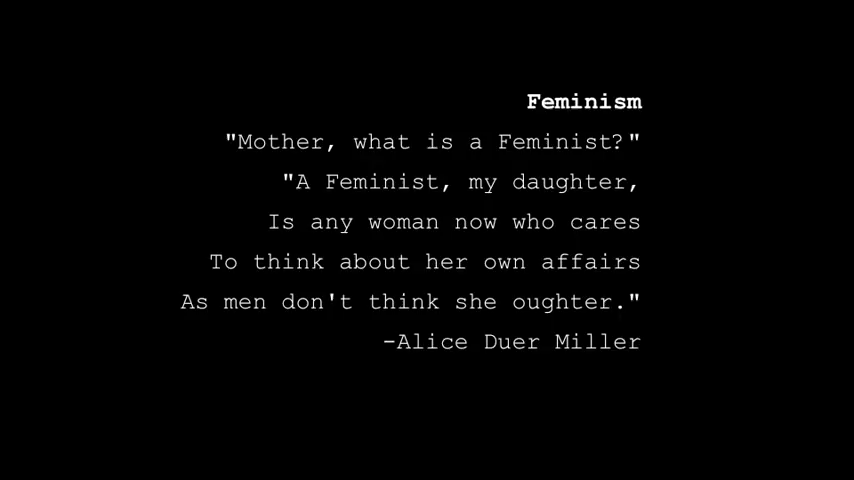 Feminism
"Mother, what is a Feminist?"
"A Feminist, my daughter,
Is any woman now who cares
To think about her own affairs
As men don't think she oughter."
-Alice Duer Miller